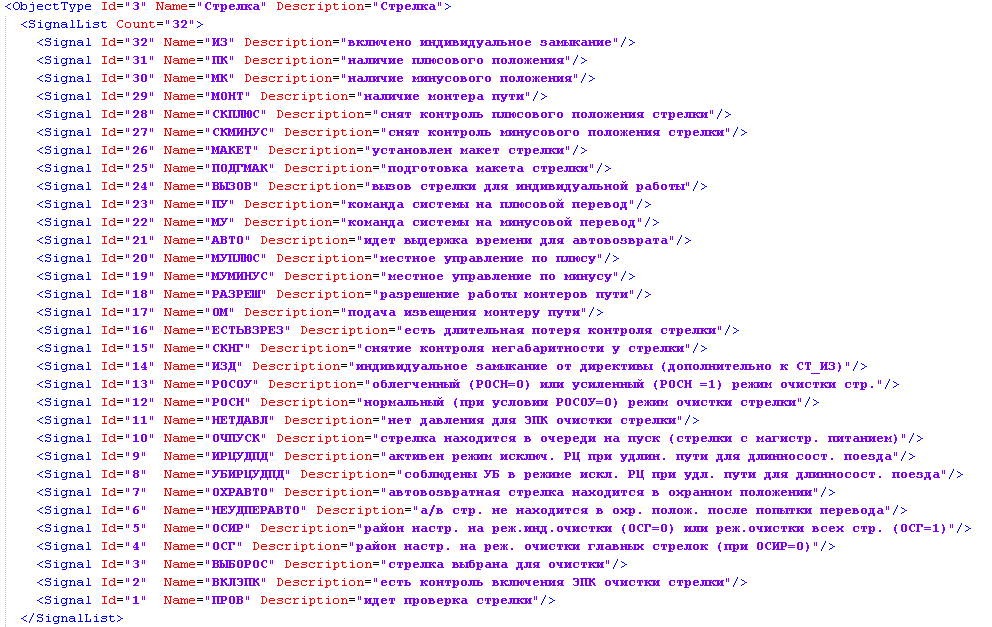 <ObjectType Id="3" Name="Стрелка" Description="Стрелка">
<SignalList Count="32">
<Signal Id="32" Name="ИЗ" Description="включено индивидуальное замыкание"/>
<Signal Id="31" Name="ПК" Description="наличие плюсового положения"/>
<Signal Id="30" Name="МК" Description="наличие минусового положения"/>
<Signal Id="29" Name="МОНТ" Description="наличие монтера пути"/>
<Signal Id="28" Name="СКПЛЮС" Description="снят контроль плюсового положения стрелки"/>
<Signal Id="27" Name="СКМИНУС" Description="снят контроль минусового положения стрелки"/>
<Signal Id="26" Name="МАКЕТ" Description="установлен макет стрелки"/>
<Signal Id="25" Name="ПОДГМАК" Description="подготовка макета стрелки"/>
<Signal Id="24" Name="ВЫЗОВ" Description="вызов стрелки для индивидуальной работы"/>
<Signal Id="23" Name="ПУ" Description="команда системы на плюсовой перевод"/>
<Signal Id="22" Name="МУ" Description="команда системы на минусовой перевод"/>
<Signal Id="21" Name="АВТО" Description="идет выдержка времени для автовозврата"/>
<Signal Id="20" Name="МУПЛЮС" Description="местное управление по плюсу"/>
<Signal Id="19" Name="МУМИНУС" Description="местное управление по минусу"/>
<Signal Id="18" Name="РАЗРЕШ" Description="разрешение работы монтеров пути"/>
<Signal Id="17" Name="ОМ" Description="подача извещения монтеру пути"/>
<Signal Id="16" Name="ЕСТЬВЗРЕЗ" Description="есть длительная потеря контроля стрелки"/>
<Signal Id="15" Name="СКНГ" Description="снятие контроля негабаритности у стрелки"/>
<Signal Id="14" Name="ИЗД" Description="индивидуальное замыкание от директивы (дополнительно к СТ_ИЗ)"/>
<Signal Id="13" Name="РОСОУ" Description="облегченный (РОСН=0) или усиленный (РОСН =1) режим очистки стр."/>
<Signal Id="12" Name="РОСН" Description="нормальный (при условии РОСОУ=0) режим очистки стрелки"/>
<Signal Id="11" Name="НЕТДАВЛ" Description="нет давления для ЭПК очистки стрелки"/>
<Signal Id="10" Name="ОЧПУСК" Description="стрелка находится в очереди на пуск (стрелки с магистр. питанием)"/>
<Signal Id="9" Name="ИРЦУДПД" Description="активен режим исключ. РЦ при удлин. пути для длинносост. поезда"/>
<Signal Id="8" Name="УБИРЦУДПД" Description="соблюдены УБ в режиме искл. РЦ при удл. пути для длинносост. поезда"/>
<Signal Id="7" Name="ОХРАВТО" Description="автовозвратная стрелка находится в охранном положении"/>
<Signal Id="6" Name="НЕУДПЕРАВТО" Description="а/в стр. не находится в охр. полож. после попытки перевода"/>
<Signal Id="5" Name="ОСИР" Description="район настр. на реж.инд.очистки (ОСГ=0) или реж.очистки всех стр. (ОСГ=1)"/>
<Signal Id="4" Name="ОСГ" Description="район настр. на реж. очистки главных стрелок (при ОСИР=0)"/>
<Signal Id="3" Name="ВЫБОРОС" Description="стрелка выбрана для очистки"/>
<Signal Id="2" Name="ВКЛЭПК" Description="есть контроль включения ЭПК очистки стрелки"/>
<Signal Id="1" Name="ПРОВ" Description="идет проверка стрелки"/>
</SignalList>